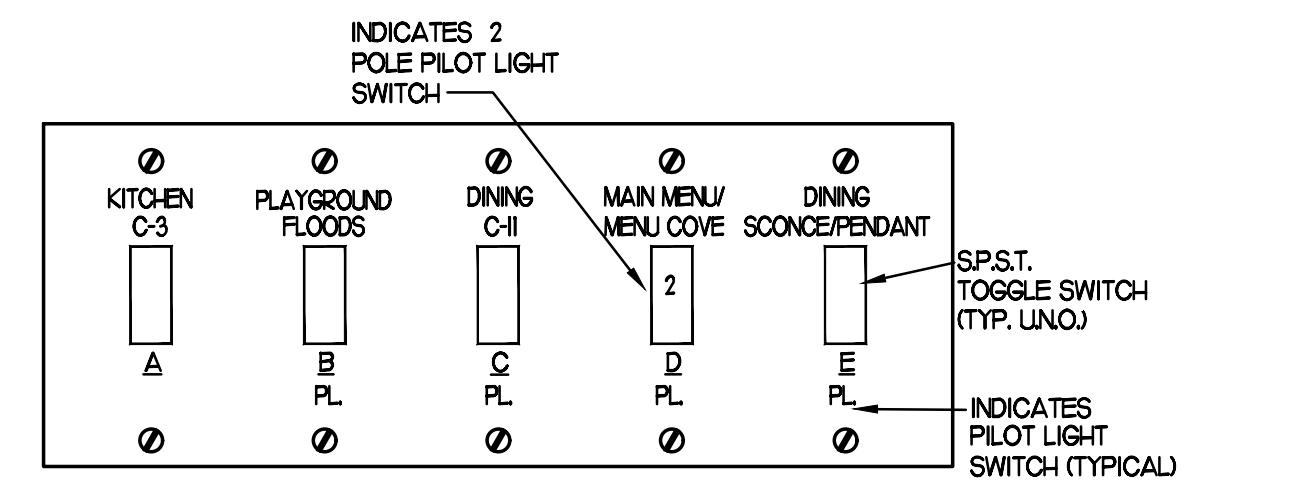 INDICATES 2
POLE PILOT LIGHT
SWITCH
KITCHEN
C-3
PLAYGROUND
FLOODS
DINING
C-11
MAIN MENU/
MENU COVE
DINING
SCONCE/PENDANT
2
S.P.S.T.
TOGGLE SWITCH
(TYP. U.N.O.)
A
B
PL.
C
PL.
D
PL.
E
PL.
INDICATES
PILOT LIGHT
SWITCH (TYPICAL)